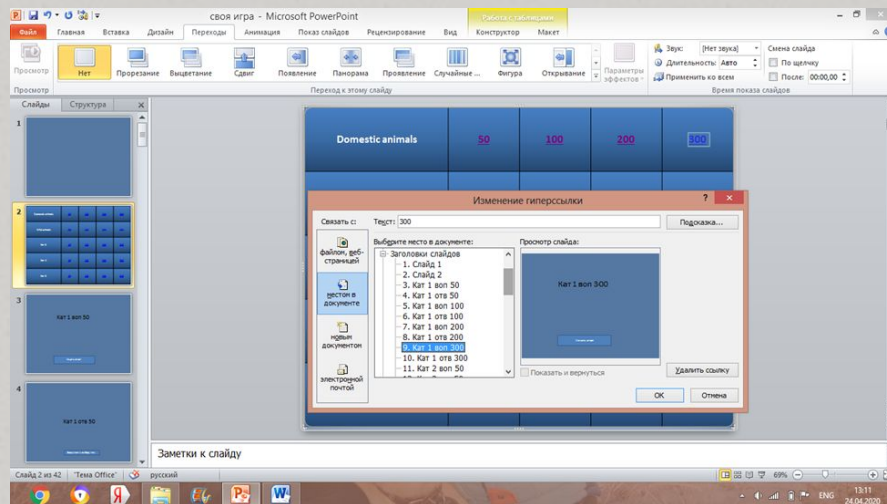 своя игра - Microsoft PowerPoint
Работа с таблицами
Файл Главная Вставка Дизайн Переходы Анимация Показ слайдов Рецензирование Вид Конструктор Макет
Просмотр
Нет Прорезание Выцветание Сдвиг Появление Панорама Проявление Случайные ... Фигура Открывание
Параметры эффектов
Звук: [Нет звука]
Длительность: Авто
Применить ко всем
Смена слайда
По щелчку
После: 00:00,00
Просмотр Переход к этому слайду Время показа слайдов
Слайды Структура
1
2
3
Кат 1 воп 50
4
Кат 1 отв 50
Domestic animals 50 100 200 300
Изменение гиперссылки
Связать с:
Текст: 300
Подсказка...
файлом, веб-страницей
местом в документе
новым документом
электронной почтой
Выберите место в документе:
Заголовки слайдов
1. Слайд 1
2. Слайд 2
3. Кат 1 воп 50
4. Кат 1 отв 50
5. Кат 1 воп 100
6. Кат 1 отв 100
7. Кат 1 воп 200
8. Кат 1 отв 200
9. Кат 1 воп 300
10. Кат 1 отв 300
11. Кат 2 воп 50
Просмотр слайда:
Кат 1 воп 300
Показать и вернуться
Удалить ссылку
ОК Отмена
Заметки к слайду
Слайд 2 из 42 "Тема Office" русский 69%
ENG 13:11
24.04.2020